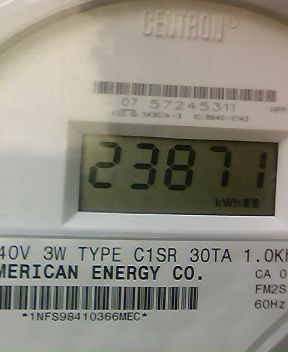 CENTRON®
07 57245311
23871
kWh
40V 3W TYPE C1SR 30TA 1.0K
MERICAN ENERGY CO.
CA 0
FM2S
60Hz
*1NFS98410366MEC*